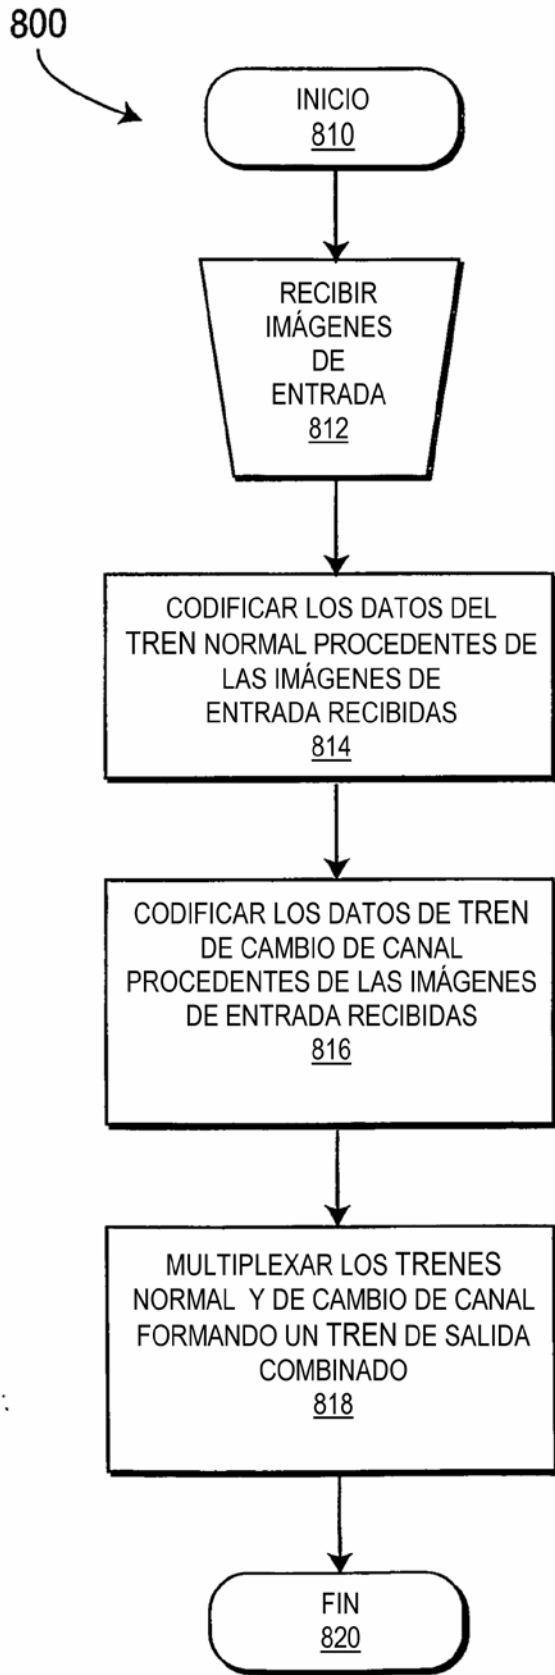 800
INICIO
810
RECIBIR
IMÁGENES
DE
ENTRADA
812
CODIFICAR LOS DATOS DEL
TREN NORMAL PROCEDENTES DE
LAS IMÁGENES DE
ENTRADA RECIBIDAS
814
CODIFICAR LOS DATOS DE TREN
DE CAMBIO DE CANAL
PROCEDENTES DE LAS IMÁGENES
DE ENTRADA RECIBIDAS
816
MULTIPLEXAR LOS TRENES
NORMAL Y DE CAMBIO DE CANAL
FORMANDO UN TREN DE SALIDA
COMBINADO
818
FIN
820